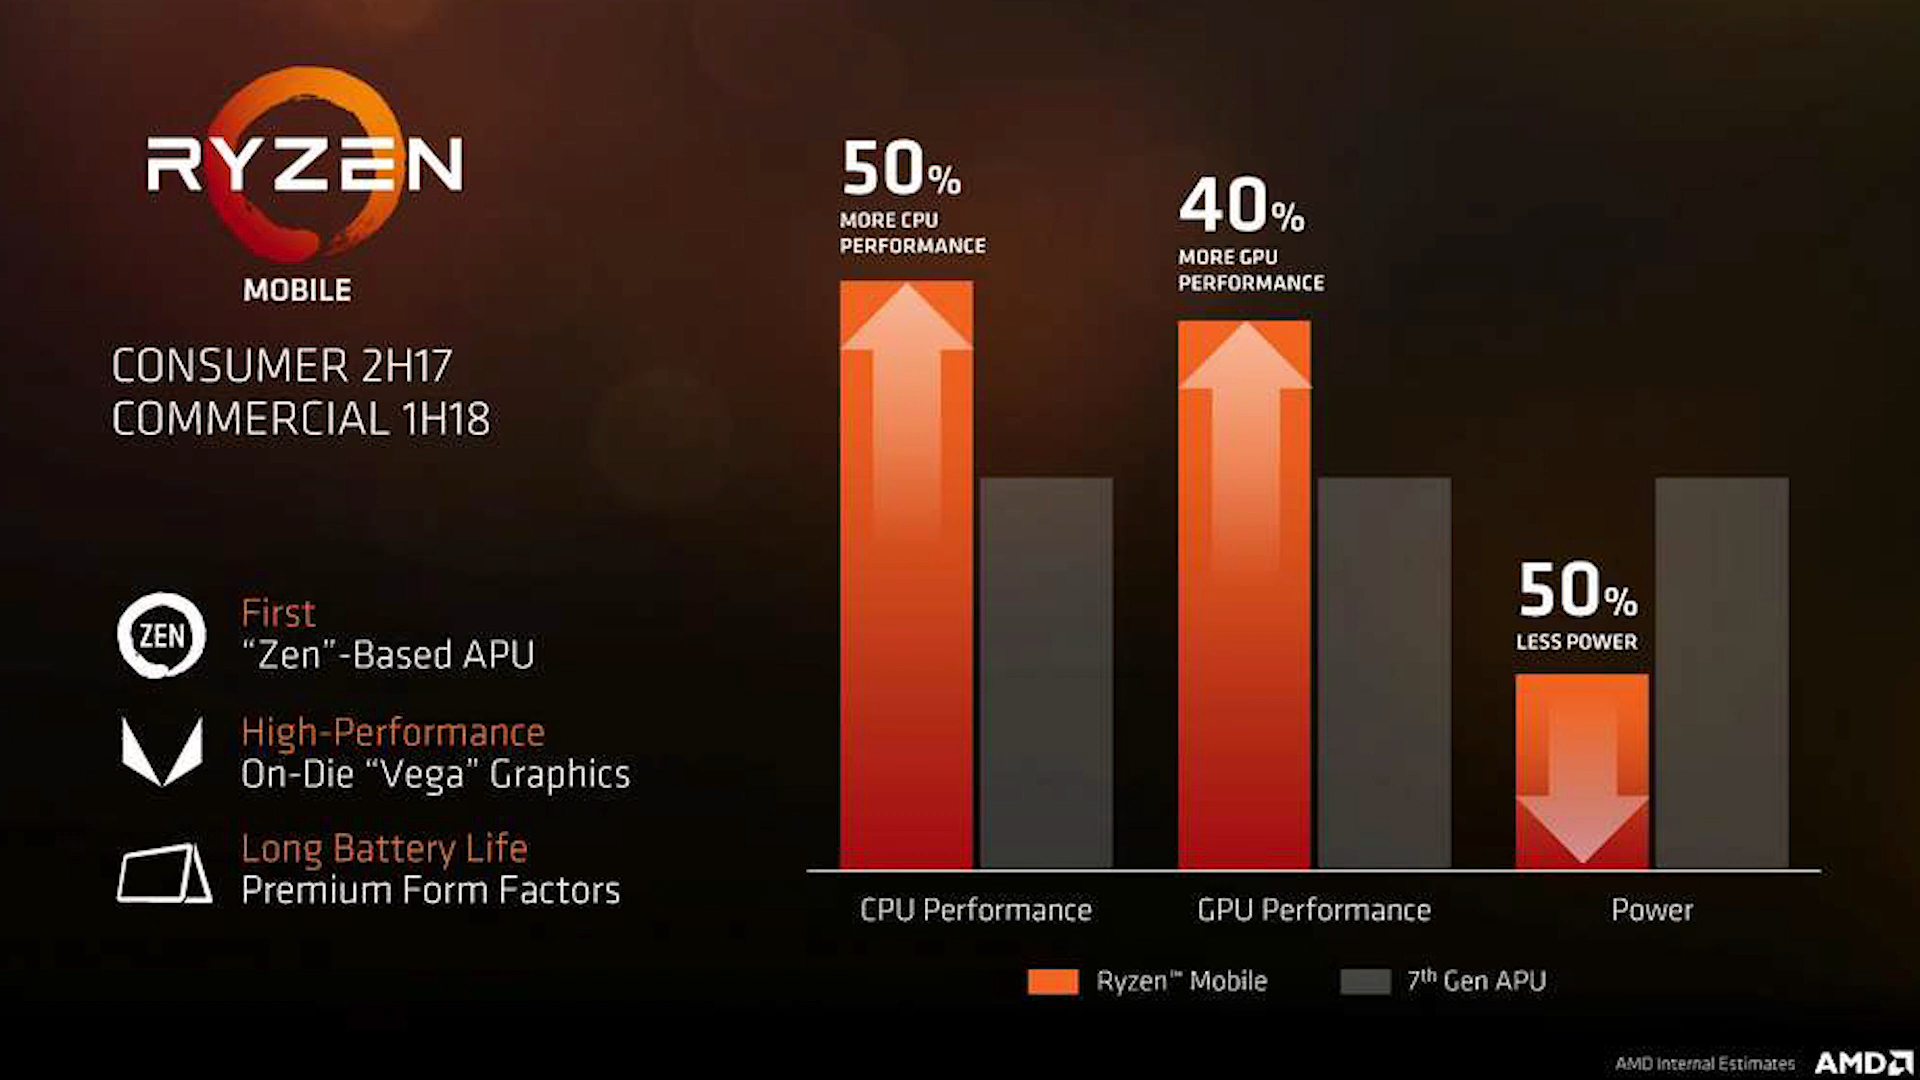 RYZEN
MOBILE
CONSUMER 2H17
COMMERCIAL 1H18
ZEN
First
“Zen”-Based APU
High-Performance
On-Die “Vega” Graphics
Long Battery Life
Premium Form Factors
50%
MORE CPU
PERFORMANCE
40%
MORE GPU
PERFORMANCE
50%
LESS POWER
CPU Performance
GPU Performance
Power
Ryzen™ Mobile
7th Gen APU
AMD Internal Estimates
AMD